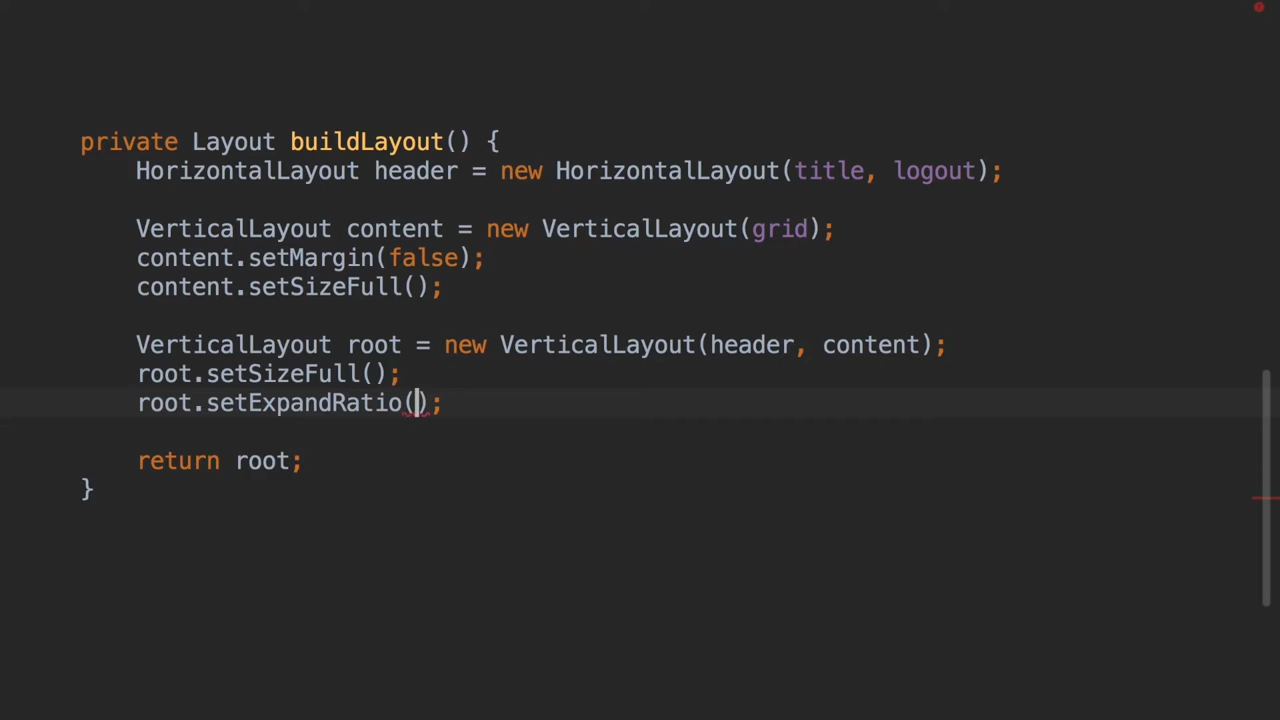 private Layout buildLayout() {
HorizontalLayout header = new HorizontalLayout(title, logout);
VerticalLayout content = new VerticalLayout(grid);
content.setMargin(false);
content.setSizeFull();
VerticalLayout root = new VerticalLayout(header, content);
root.setSizeFull();
root.setExpandRatio();
return root;
}